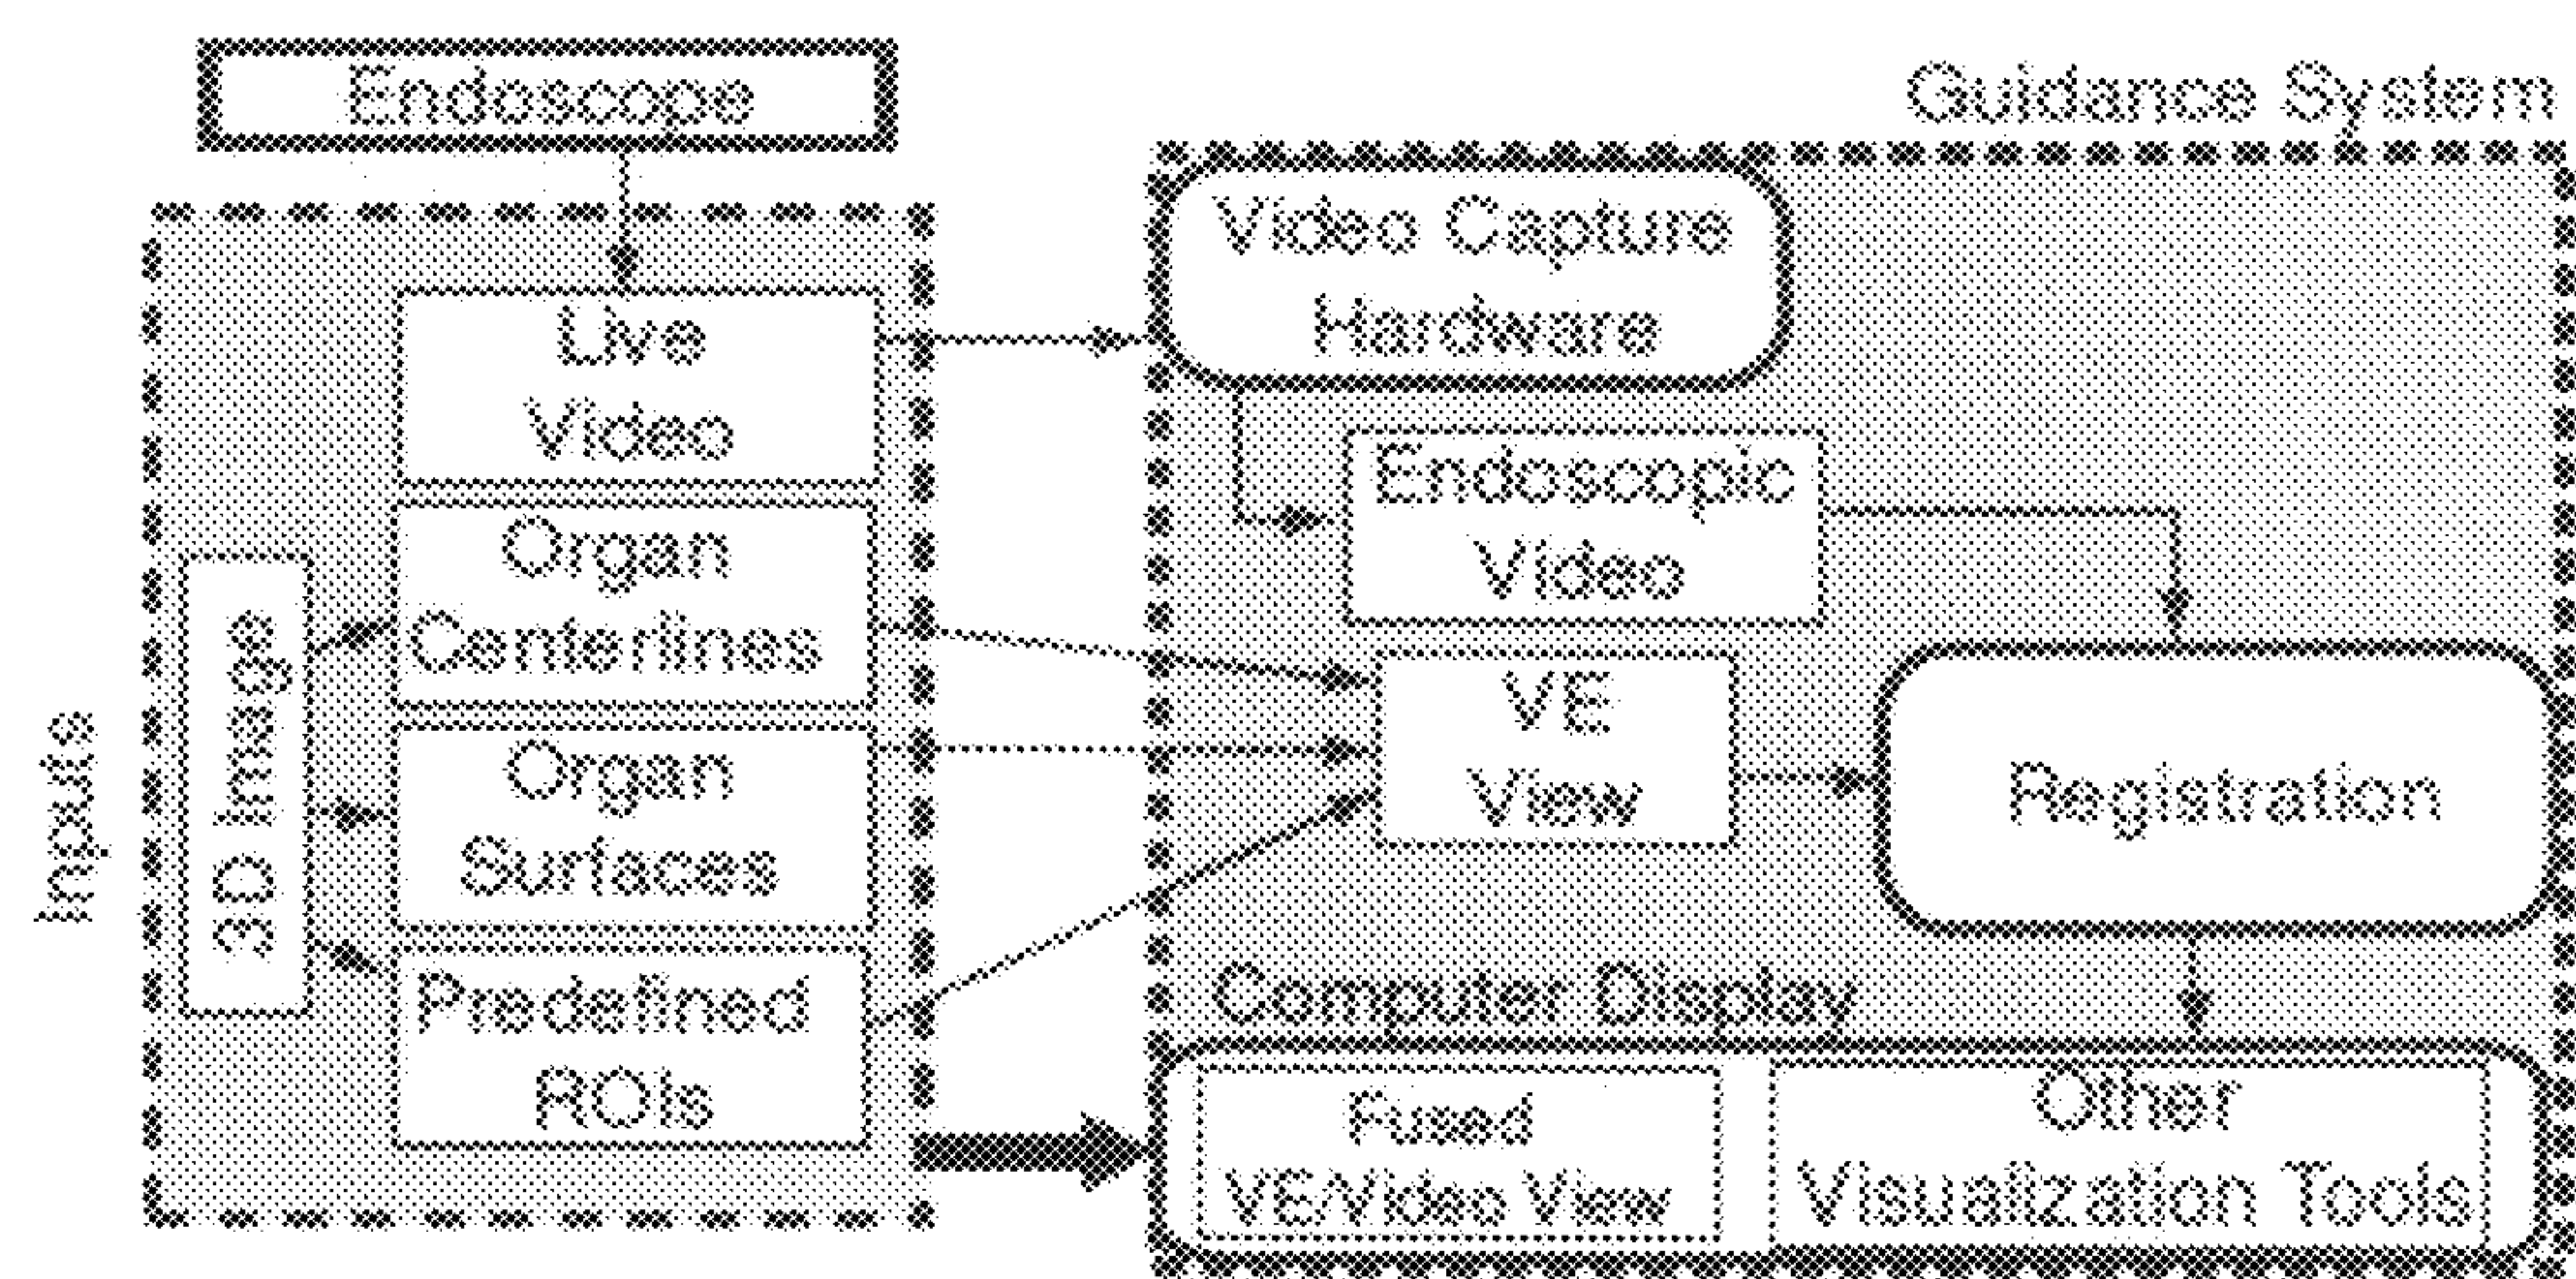 Endoscope
Guidance System
Video Capture
Hardware
Live
Video
Endoscopic
Video
Organ
Centerlines
VE
View
Organ
Surfaces
Registration
3D Image
Inputs
Predefined
ROIs
Computer Display
Fused
VE/Video View
Other
Visualization Tools